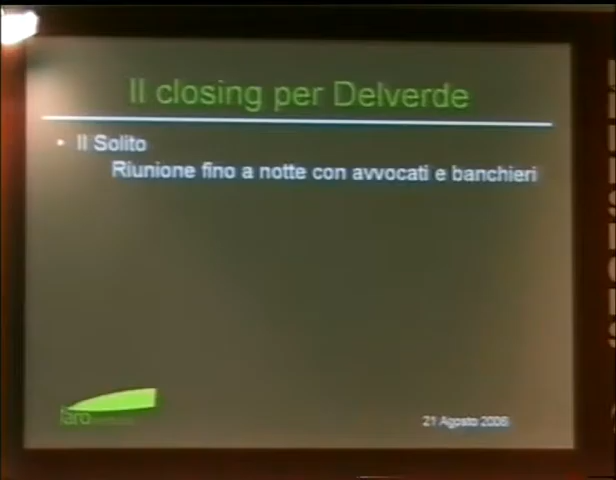 Il closing per Delverde
• Il Solito
Riunione fino a notte con avvocati e banchieri
faro
21 Agosto 2006